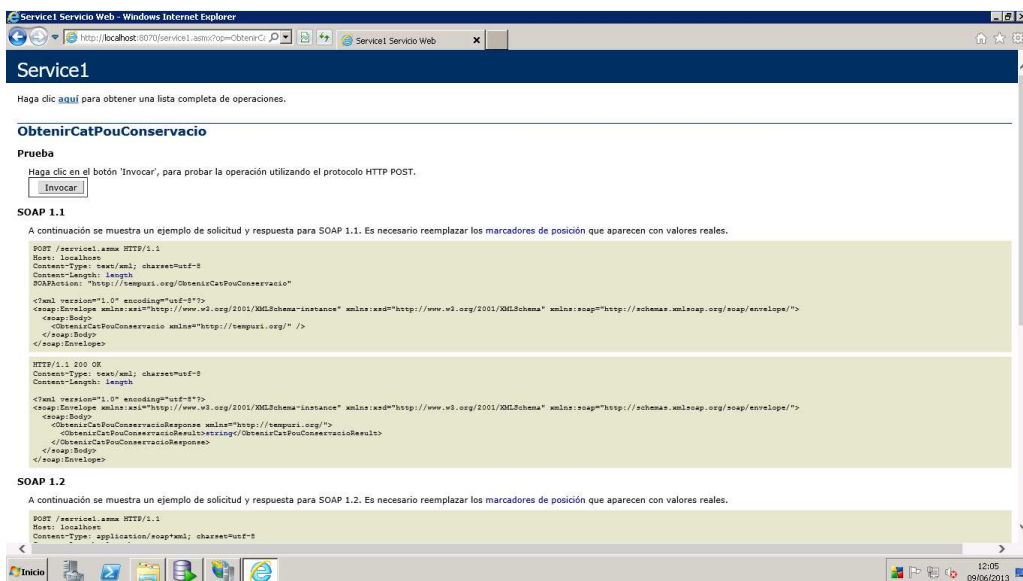 Service1 Servicio Web - Windows Internet Explorer
http://localhost:8070/service1.asmx?op=ObtenirC
Service1 Servicio Web
Service1
Haga clic aquí para obtener una lista completa de operaciones.
ObtenirCatPouConservacio
Prueba
Haga clic en el botón 'Invocar', para probar la operación utilizando el protocolo HTTP POST.
Invocar
SOAP 1.1
A continuación se muestra un ejemplo de solicitud y respuesta para SOAP 1.1. Es necesario reemplazar los marcadores de posición que aparecen con valores reales.
POST /service1.asmx HTTP/1.1
Host: localhost
Content-Type: text/xml; charset=utf-8
Content-Length: length
SOAPAction: "http://tempuri.org/ObtenirCatPouConservacio"
<?xml version="1.0" encoding="utf-8"?>
<soap:Envelope xmlns:xsi="http://www.w3.org/2001/XMLSchema-instance" xmlns:xsd="http://www.w3.org/2001/XMLSchema" xmlns:soap="http://schemas.xmlsoap.org/soap/envelope/">
<soap:Body>
<ObtenirCatPouConservacio xmlns="http://tempuri.org/" />
</soap:Body>
</soap:Envelope>
HTTP/1.1 200 OK
Content-Type: text/xml; charset=utf-8
Content-Length: length
<?xml version="1.0" encoding="utf-8"?>
<soap:Envelope xmlns:xsi="http://www.w3.org/2001/XMLSchema-instance" xmlns:xsd="http://www.w3.org/2001/XMLSchema" xmlns:soap="http://schemas.xmlsoap.org/soap/envelope/">
<soap:Body>
<ObtenirCatPouConservacioResponse xmlns="http://tempuri.org/">
<ObtenirCatPouConservacioResult>string</ObtenirCatPouConservacioResult>
</ObtenirCatPouConservacioResponse>
</soap:Body>
</soap:Envelope>
SOAP 1.2
A continuación se muestra un ejemplo de solicitud y respuesta para SOAP 1.2. Es necesario reemplazar los marcadores de posición que aparecen con valores reales.
POST /service1.asmx HTTP/1.1
Host: localhost
Content-Type: application/soap+xml; charset=utf-8
Inicio
12:05
09/06/2013